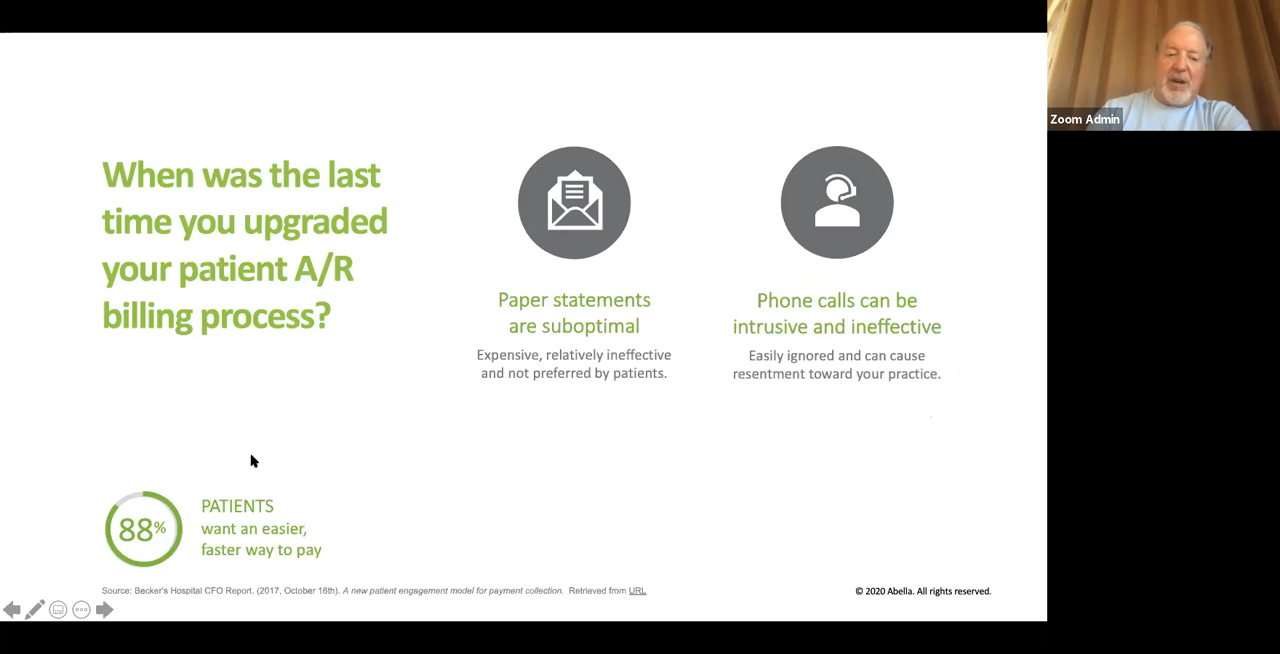 When was the last
time you upgraded
your patient A/R
billing process?
Paper statements
are suboptimal
Expensive, relatively ineffective
and not preferred by patients.
Phone calls can be
intrusive and ineffective
Easily ignored and can cause
resentment toward your practice.
88%
PATIENTS
want an easier,
faster way to pay
Source: Becker's Hospital CFO Report. (2017, October 16th). A new patient engagement model for payment collection. Retrieved from URL
© 2020 Abella. All rights reserved.
Zoom Admin